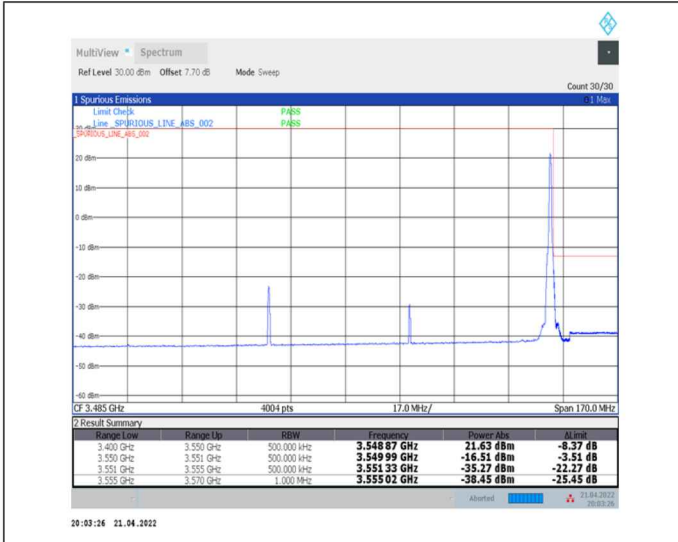 MultiView Spectrum
Ref Level 30.00 dBm Offset 7.70 dB Mode Sweep
Count 30/30
1 Spurious Emissions 1 Max
Limit Check PASS
Line _SPURIOUS_LINE_ABS_002 PASS
_SPURIOUS_LINE_ABS_002
20 dBm
10 dBm
0 dBm
-10 dBm
-20 dBm
-30 dBm
-40 dBm
-50 dBm
-60 dBm
CF 3.485 GHz 4004 pts 17.0 MHz/ Span 170.0 MHz
2 Result Summary
Range Low Range Up RBW Frequency Power Abs ΔLimit
3.400 GHz 3.550 GHz 500.000 kHz 3.548 87 GHz 21.63 dBm -8.37 dB
3.550 GHz 3.551 GHz 500.000 kHz 3.549 99 GHz -16.51 dBm -3.51 dB
3.551 GHz 3.555 GHz 500.000 kHz 3.551 33 GHz -35.27 dBm -22.27 dB
3.555 GHz 3.570 GHz 1.000 MHz 3.555 02 GHz -38.45 dBm -25.45 dB
Aborted 21.04.2022
20:03:26
20:03:26 21.04.2022